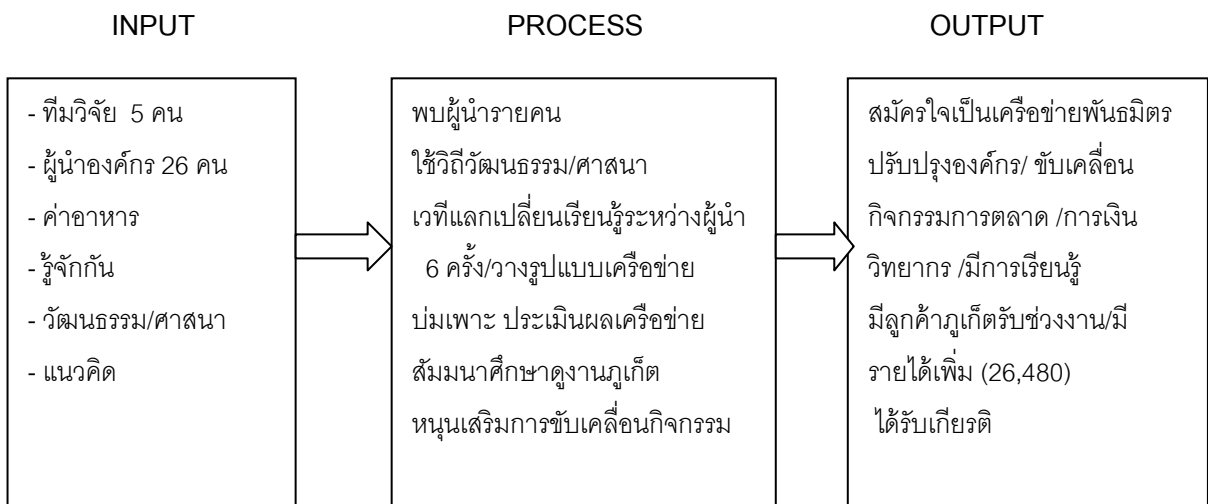 INPUT
PROCESS
OUTPUT
- ทีมวิจัย 5 คน
- ผู้นำองค์กร 26 คน
- ค่าอาหาร
- รู้จักกัน
- วัฒนธรรม/ศาสนา
- แนวคิด
พบผู้นำรายคน
ใช้วิถีวัฒนธรรม/ศาสนา
เวทีแลกเปลี่ยนเรียนรู้ระหว่างผู้นำ
6 ครั้ง/วางรูปแบบเครือข่าย
บ่มเพาะ ประเมินผลเครือข่าย
สัมมนาศึกษาดูงานภูเก็ต
หนุนเสริมการขับเคลื่อนกิจกรรม
สมัครใจเป็นเครือข่ายพันธมิตร
ปรับปรุงองค์กร/ ขับเคลื่อน
กิจกรรมการตลาด /การเงิน
วิทยากร /มีการเรียนรู้
มีลูกค้าภูเก็ตรับช่วงงาน/มี
รายได้เพิ่ม (26,480)
ได้รับเกียรติ